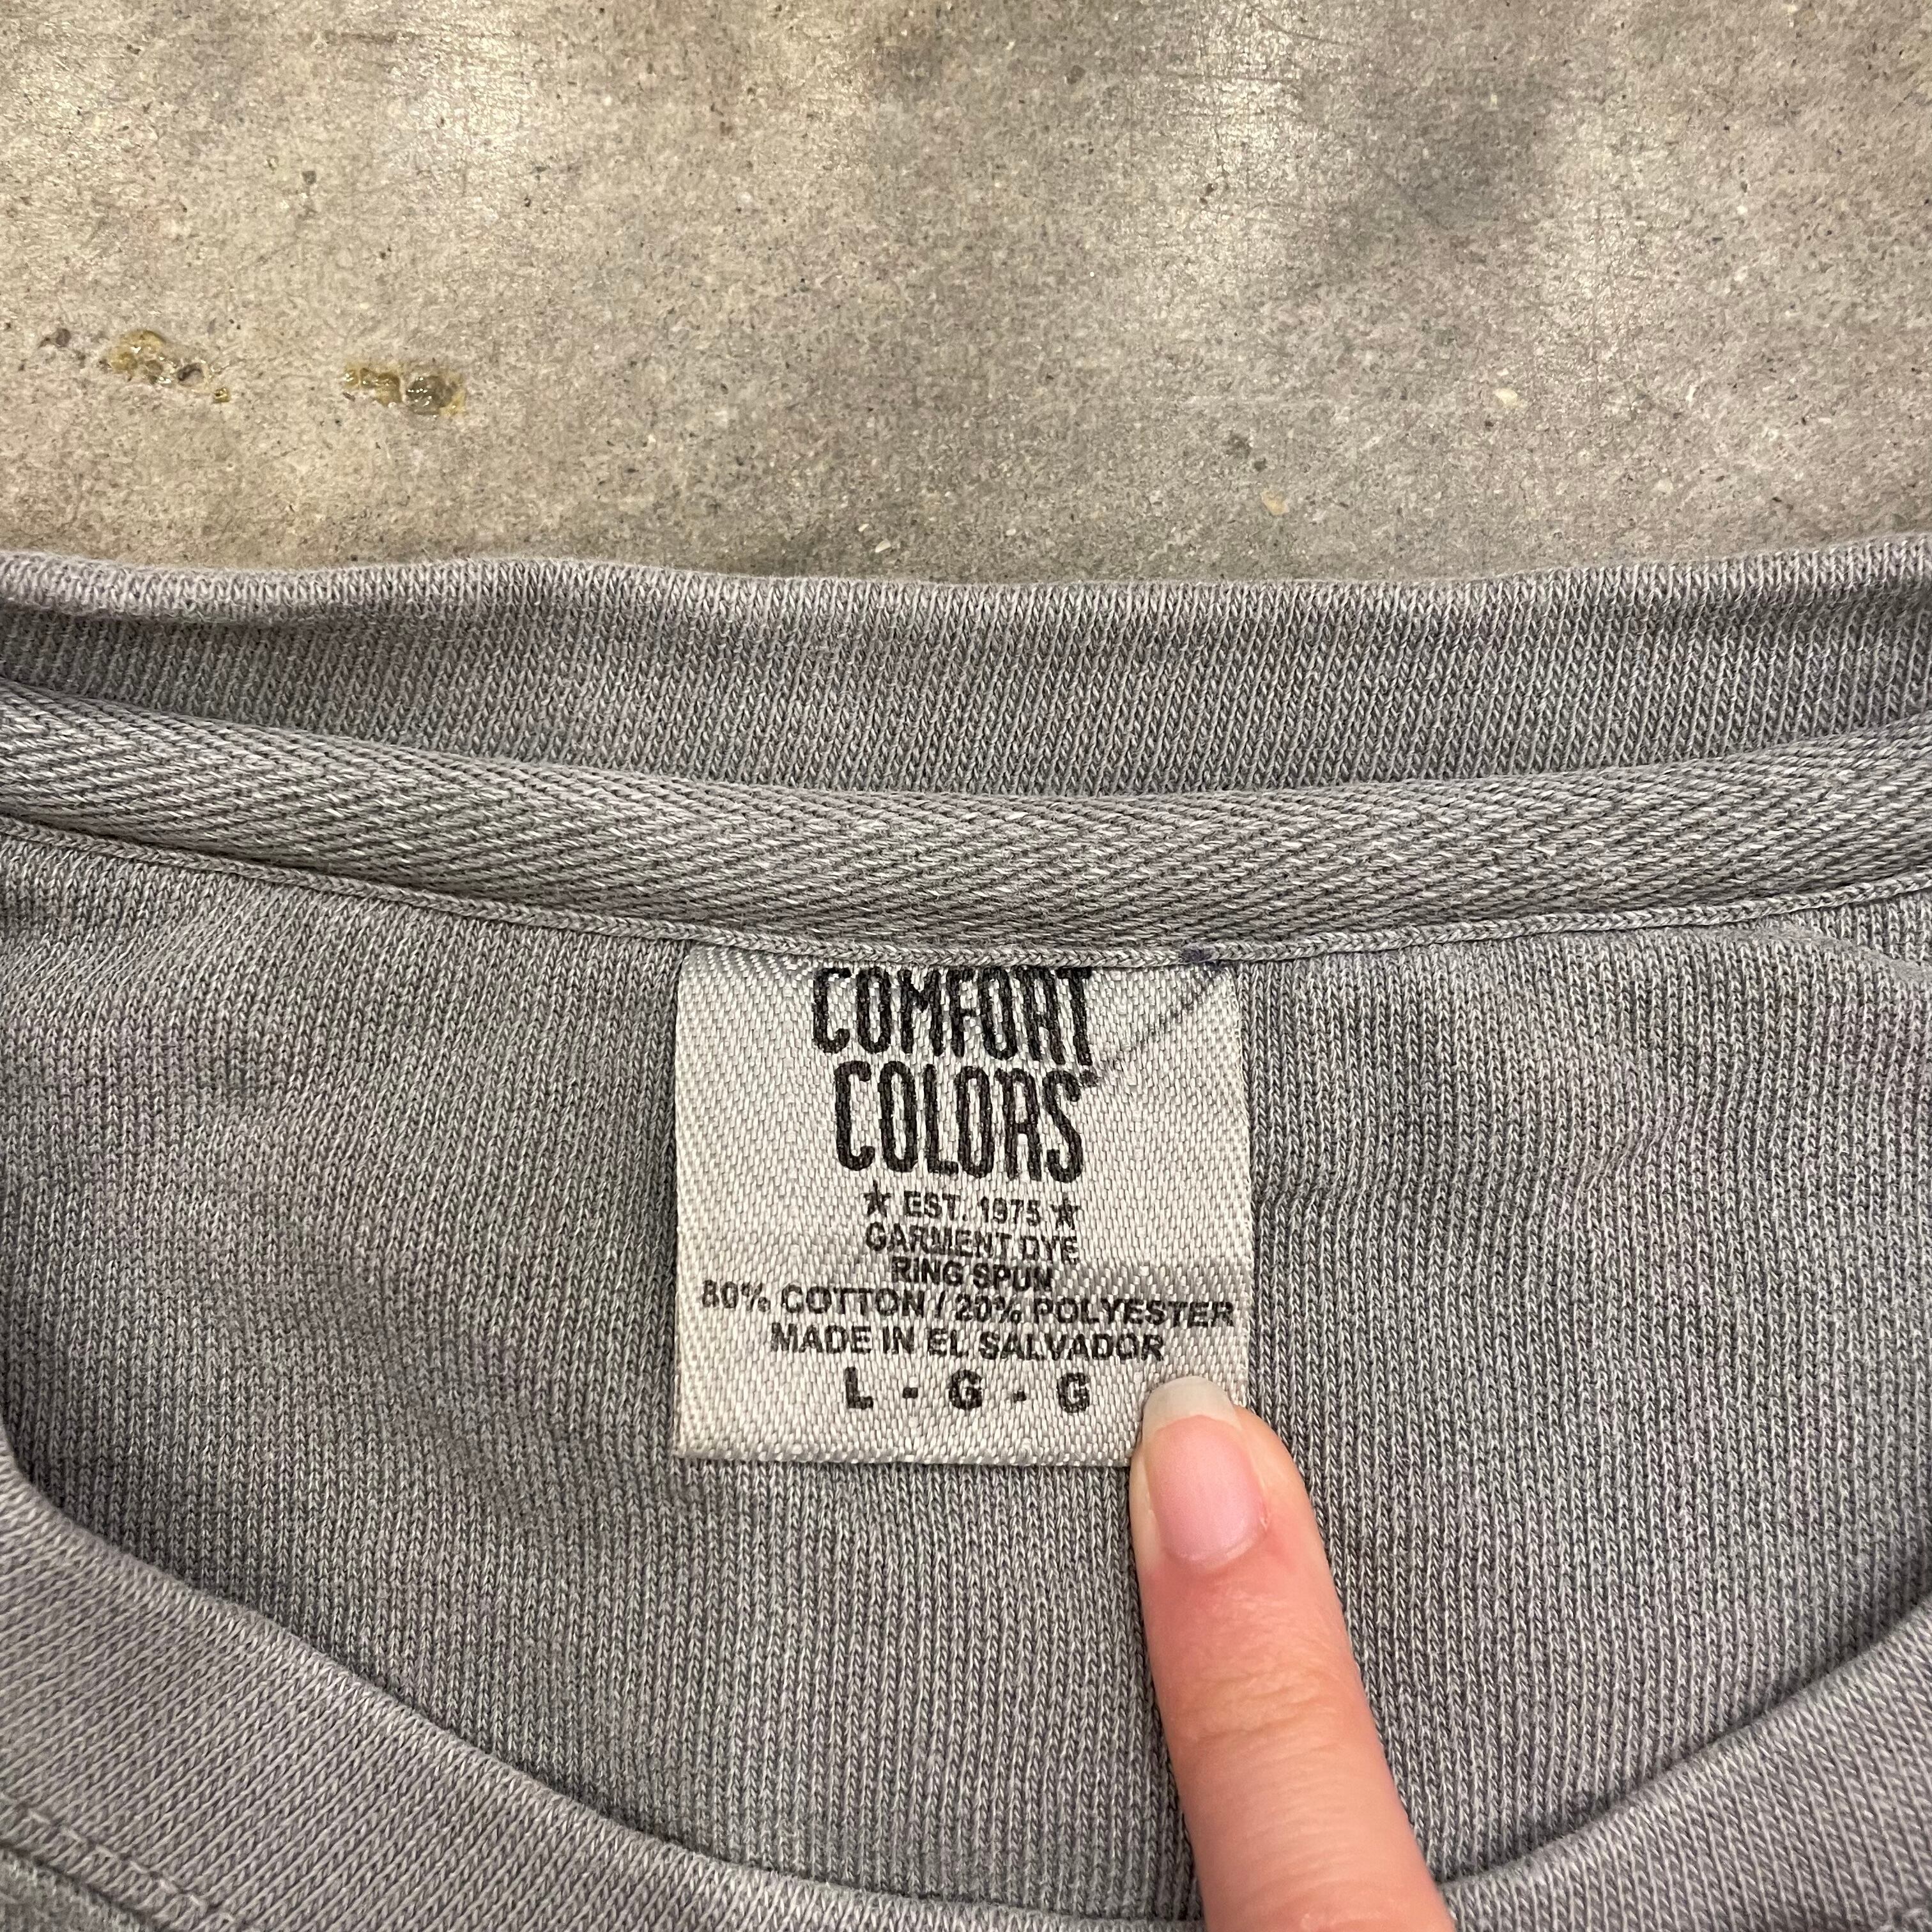 COMFORT
COLORS
★ EST. 1975 ★
GARMENT DYE
RING SPUN
80% COTTON / 20% POLYESTER
MADE IN EL SALVADOR
L - G - G